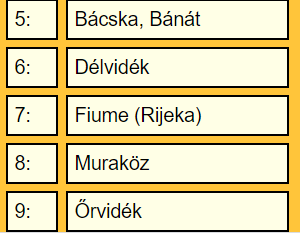 5: Bácska, Bánát
6: Délvidék
7: Fiume (Rijeka)
8: Muraköz
9: Őrvidék